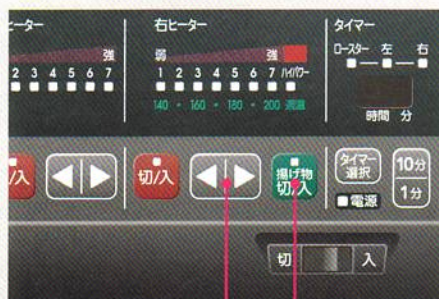 ヒーター
強
2 3 4 5 6 7
右ヒーター
弱 強
1 2 3 4 5 6 7 ハイパワー
140 • 160 • 180 • 200 適温
タイマー
ロースター 左 右
時間 分
切/入
切/入
揚げ物
切/入
タイマー
選択
電源
10分
1分
切 入